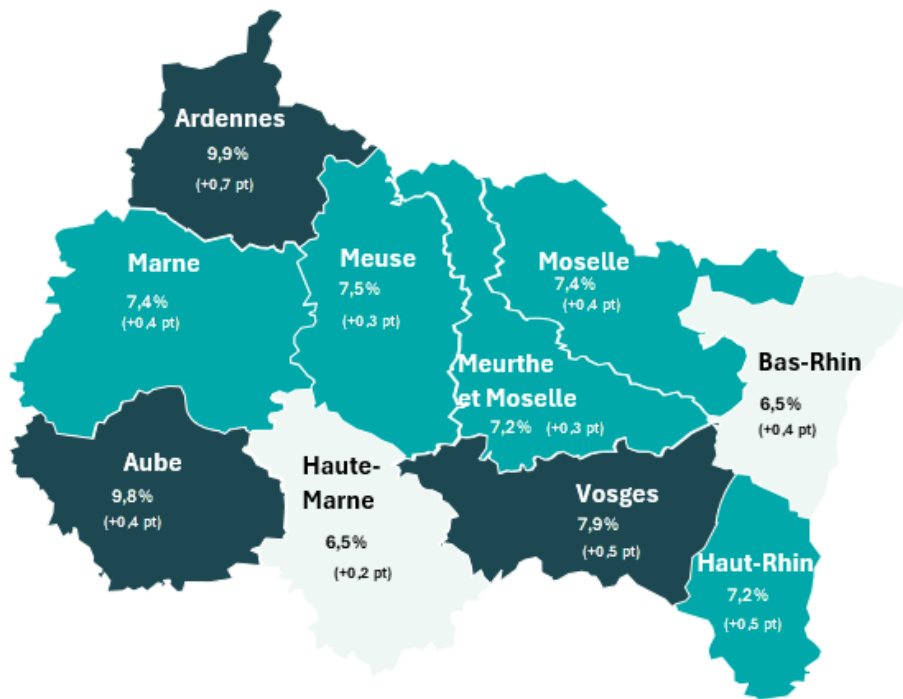 Ardennes
9,9%
(+0,7 pt)
Marne
7,4%
(+0,4 pt)
Meuse
7,5%
(+0,3 pt)
Moselle
7,4%
(+0,4 pt)
Meurthe
et Moselle
7,2% (+0,3 pt)
Bas-Rhin
6,5%
(+0,4 pt)
Aube
9,8%
(+0,4 pt)
Haute-
Marne
6,5%
(+0,2 pt)
Vosges
7,9%
(+0,5 pt)
Haut-Rhin
7,2%
(+0,5 pt)